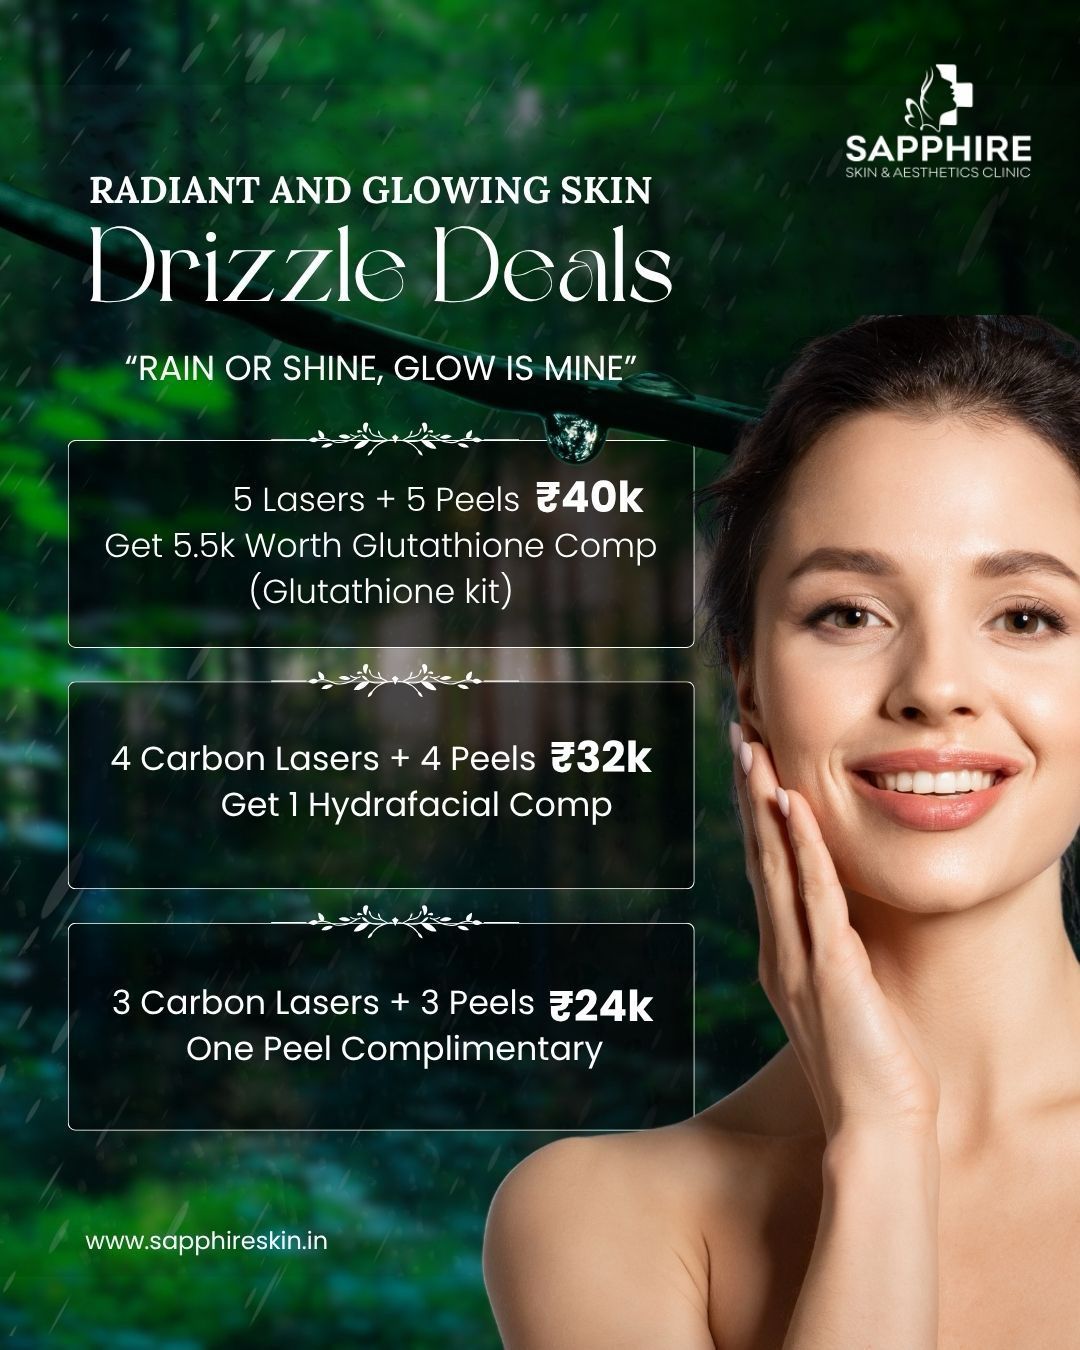 SAPPHIRE
SKIN & AESTHETICS CLINIC
RADIANT AND GLOWING SKIN
Drizzle Deals
“RAIN OR SHINE, GLOW IS MINE”
5 Lasers + 5 Peels ₹40k
Get 5.5k Worth Glutathione Comp
(Glutathione kit)
4 Carbon Lasers + 4 Peels ₹32k
Get 1 Hydrafacial Comp
3 Carbon Lasers + 3 Peels ₹24k
One Peel Complimentary
www.sapphireskin.in